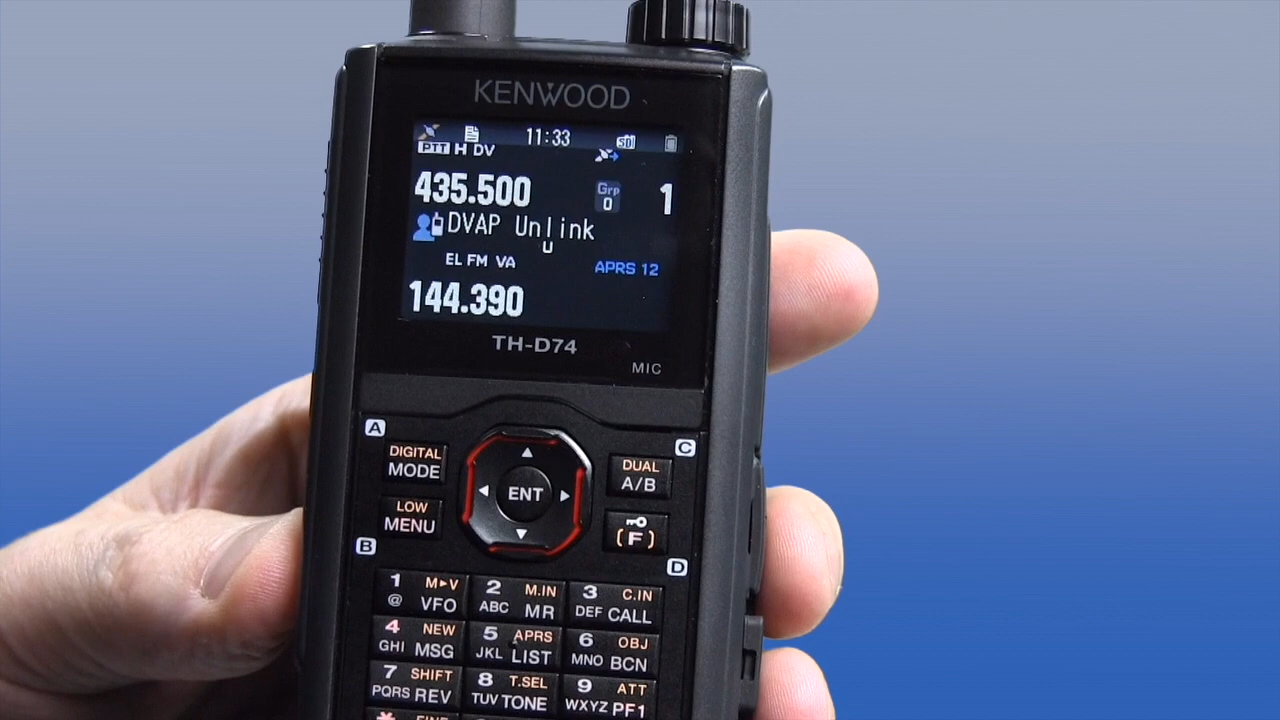 KENWOOD
11:33
PTT H DV
435.500 Grp 0 1
DVAP Unlink
U
EL FM VA APRS 12
144.390
TH-D74
MIC
A C
DIGITAL MODE
DUAL A/B
ENT
LOW MENU
F
B D
1 M►V @ VFO
2 M.IN ABC MR
3 C.IN DEF CALL
4 NEW GHI MSG
5 APRS JKL LIST
6 OBJ MNO BCN
7 SHIFT PQRS REV
8 T.SEL TUV TONE
9 ATT WXYZ PF1